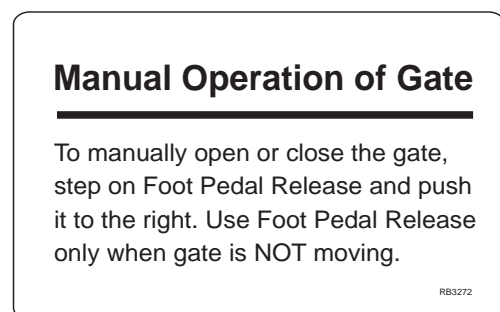 Manual Operation of Gate
To manually open or close the gate,
step on Foot Pedal Release and push
it to the right. Use Foot Pedal Release
only when gate is NOT moving.
RB3272